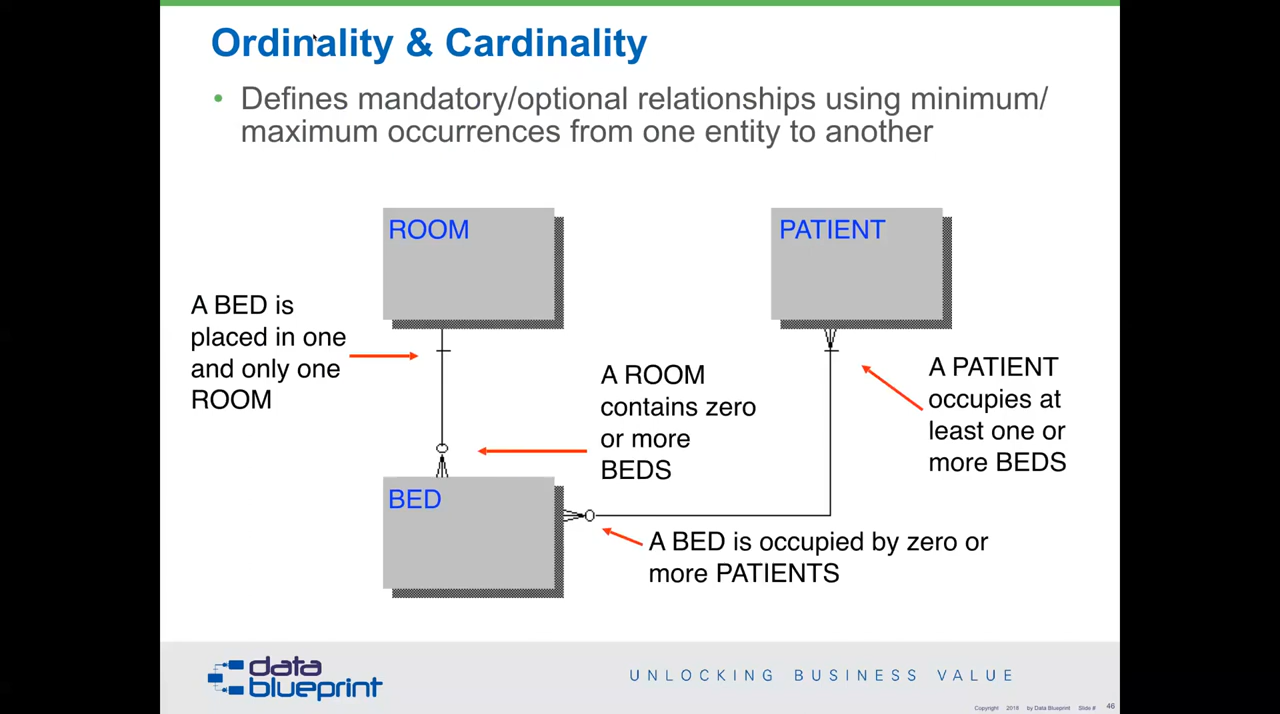 Ordinality & Cardinality
• Defines mandatory/optional relationships using minimum/
maximum occurrences from one entity to another
ROOM
PATIENT
A BED is
placed in one
and only one
ROOM
A ROOM
contains zero
or more
BEDS
A PATIENT
occupies at
least one or
more BEDS
BED
A BED is occupied by zero or
more PATIENTS
data
blueprint
UNLOCKING BUSINESS VALUE
Copyright 2018 by Data Blueprint Slide # 46